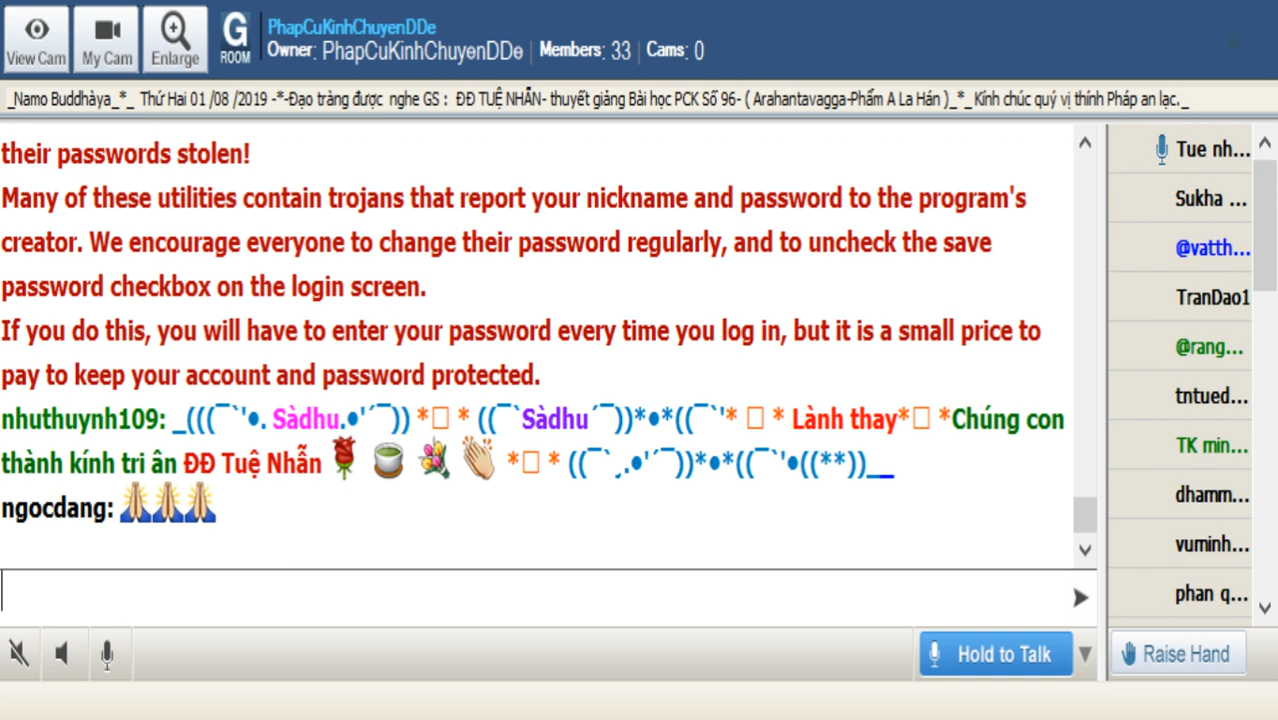 View Cam
My Cam
Enlarge
G
ROOM
PhapCuKinhChuyenDDe
Owner: PhapCuKinhChuyenDDe | Members: 33 | Cams: 0
_Namo Buddhàya_*_ Thứ Hai 01 /08 /2019 -*-Đạo tràng được nghe GS : ĐĐ TUỆ NHẪN- thuyết giảng Bài học PCK Số 96- ( Arahantavagga-Phẩm A La Hán )_*_Kính chúc quý vị thính Pháp an lạc._
their passwords stolen!
Many of these utilities contain trojans that report your nickname and password to the program's
creator. We encourage everyone to change their password regularly, and to uncheck the save
password checkbox on the login screen.
If you do this, you will have to enter your password every time you log in, but it is a small price to
pay to keep your account and password protected.
nhuthuynh109: _(((¯`'•. Sàdhu.•'´¯)) *□ * ((¯`Sàdhu´¯))*•*((¯`'* □ * Lành thay*□ *Chúng con
thành kính tri ân ĐĐ Tuệ Nhẫn 🌹 🍵 💐 👏 *□ * ((¯`¸.•'´¯))*•*((¯`'•((**))__
ngocdang: 🙏🙏🙏
Tue nh...
Sukha ...
@vatth...
TranDao1
@rang...
tntued...
TK min...
dhamm...
vuminh...
phan q...
Hold to Talk
Raise Hand